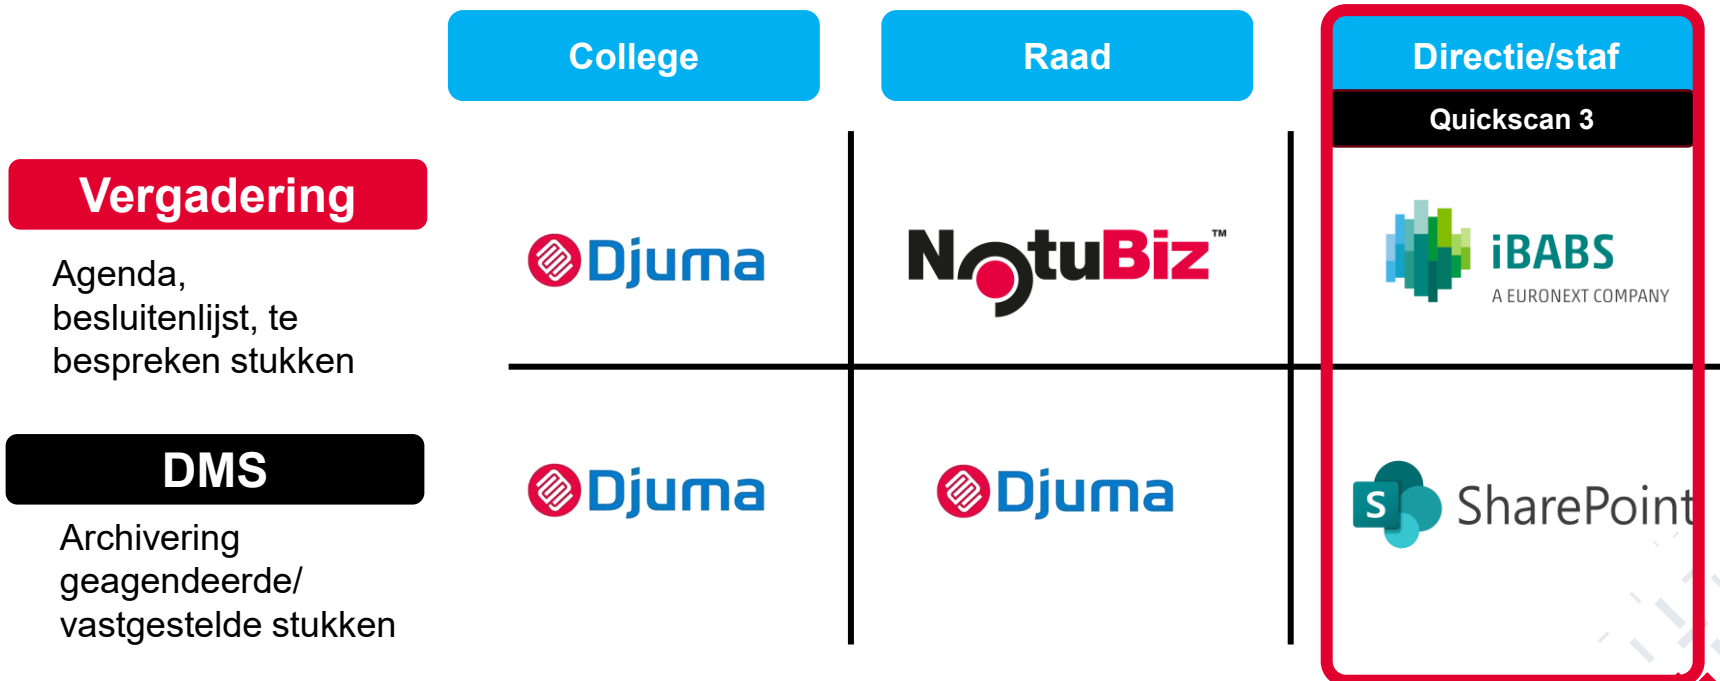 College
Raad
Directie/staf
Quickscan 3
Vergadering
Agenda,
besluitenlijst, te
bespreken stukken
Djuma
NotuBiz™
iBABS
A EURONEXT COMPANY
DMS
Archivering
geagendeerde/
vastgestelde stukken
Djuma
Djuma
S SharePoint